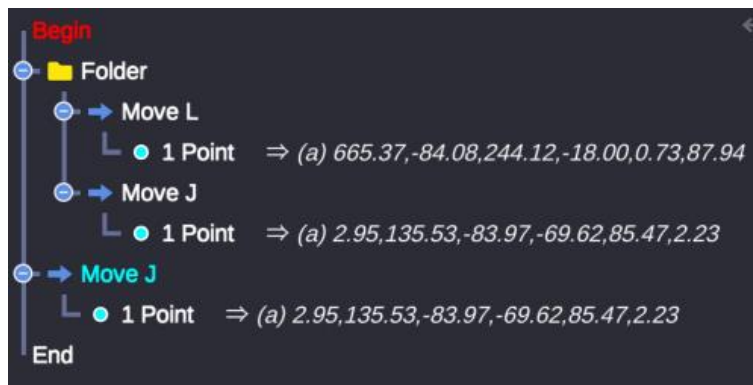 Begin
Folder
Move L
1 Point ⇒ (a) 665.37,-84.08,244.12,-18.00,0.73,87.94
Move J
1 Point ⇒ (a) 2.95,135.53,-83.97,-69.62,85.47,2.23
Move J
1 Point ⇒ (a) 2.95,135.53,-83.97,-69.62,85.47,2.23
End